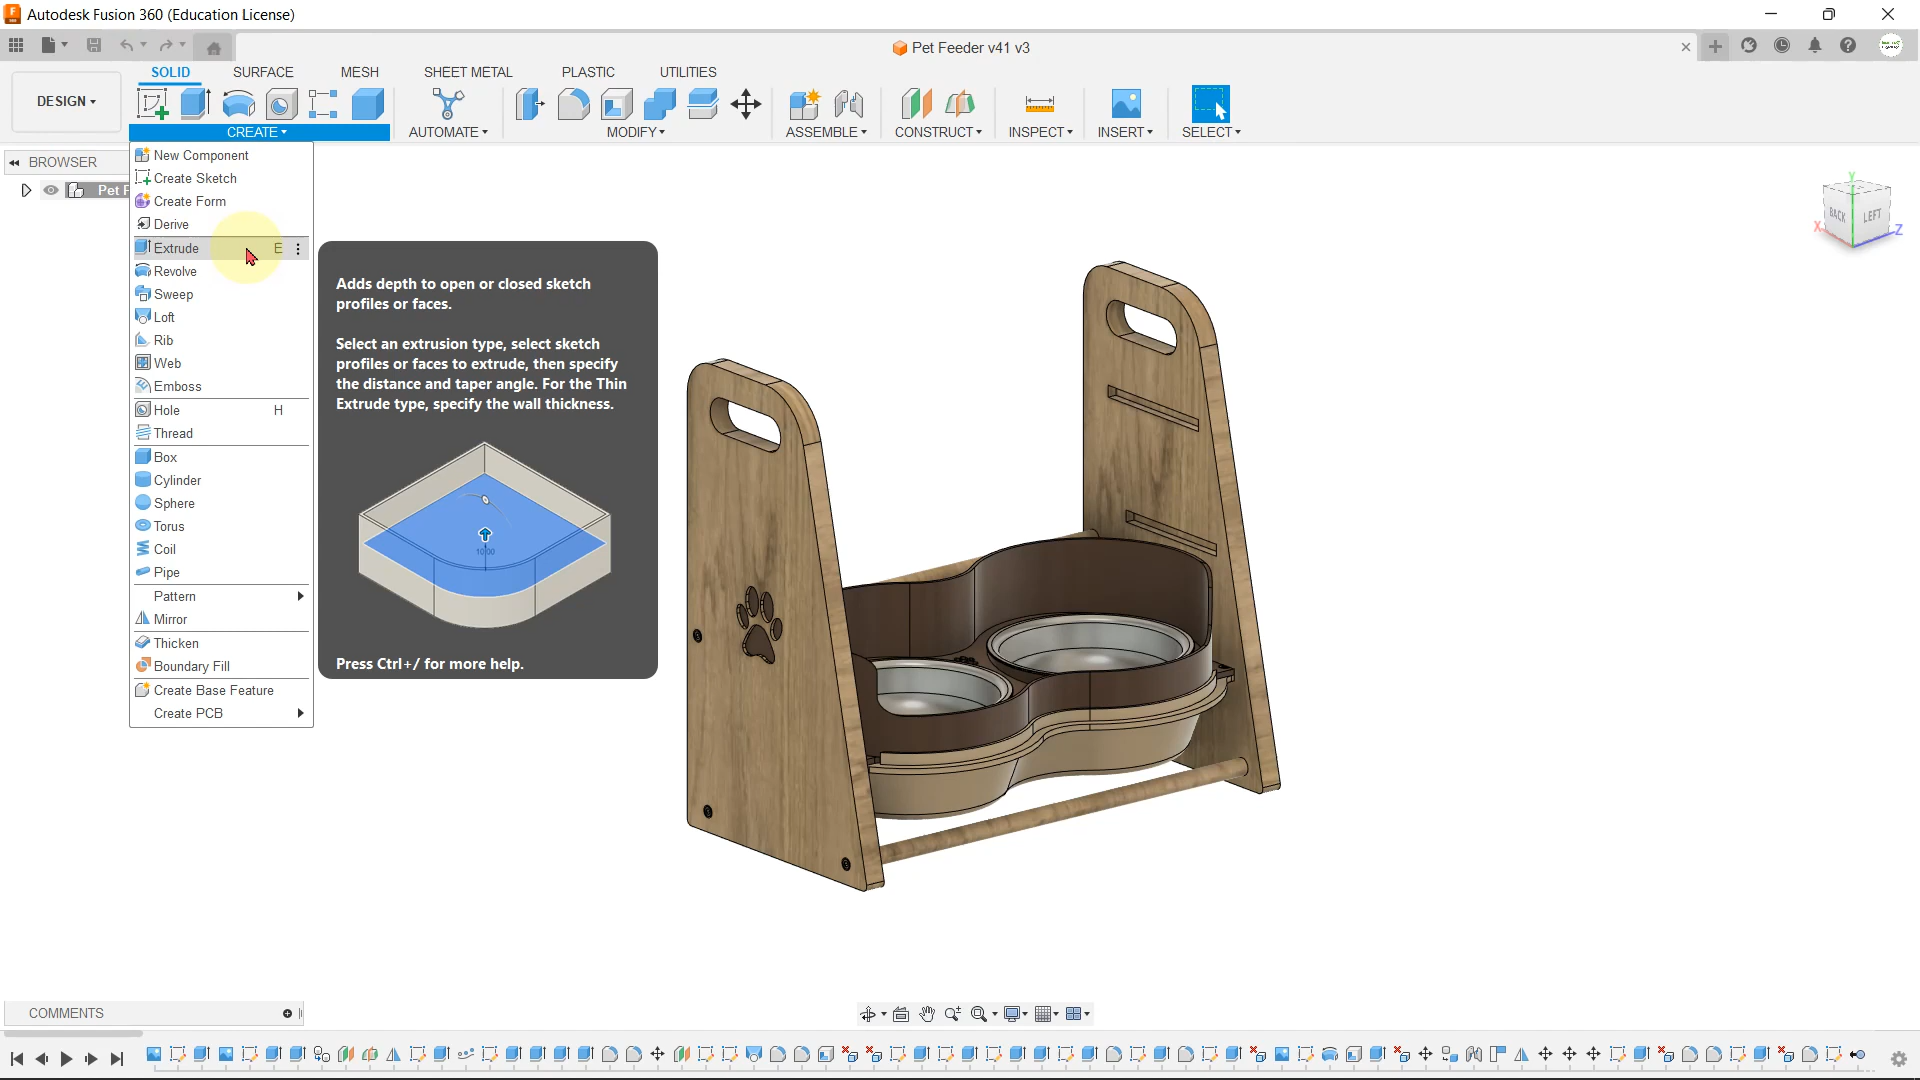 Autodesk Fusion 360 (Education License)
Pet Feeder v41 v3
SOLID
SURFACE
MESH
SHEET METAL
PLASTIC
UTILITIES
DESIGN
CREATE
AUTOMATE
MODIFY
ASSEMBLE
CONSTRUCT
INSPECT
INSERT
SELECT
BROWSER
Pet F
New Component
Create Sketch
Create Form
Derive
Extrude E
Revolve
Sweep
Loft
Rib
Web
Emboss
Hole H
Thread
Box
Cylinder
Sphere
Torus
Coil
Pipe
Pattern
Mirror
Thicken
Boundary Fill
Create Base Feature
Create PCB
Adds depth to open or closed sketch
profiles or faces.
Select an extrusion type, select sketch
profiles or faces to extrude, then specify
the distance and taper angle. For the Thin
Extrude type, specify the wall thickness.
10.00
Press Ctrl+/ for more help.
Y
BACK
LEFT
X
Z
COMMENTS